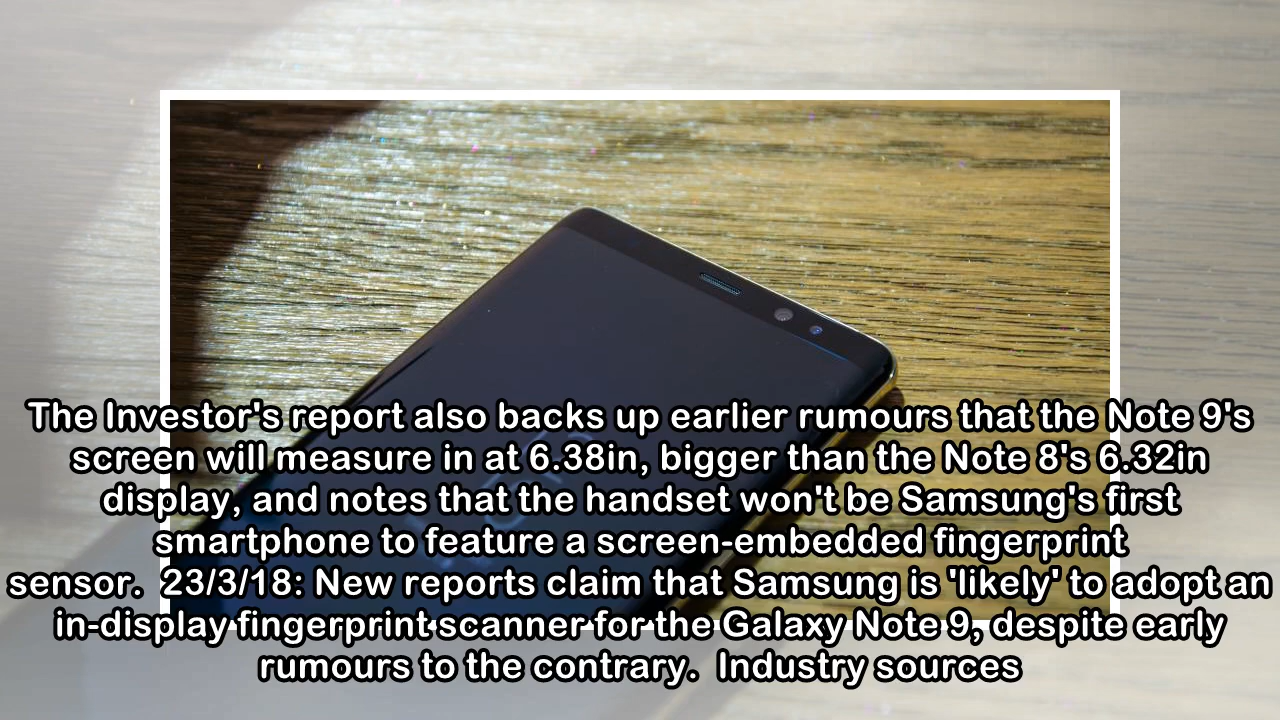 The Investor's report also backs up earlier rumours that the Note 9's
screen will measure in at 6.38in, bigger than the Note 8's 6.32in
display, and notes that the handset won't be Samsung's first
smartphone to feature a screen-embedded fingerprint
sensor.  23/3/18: New reports claim that Samsung is 'likely' to adopt an
in-display fingerprint scanner for the Galaxy Note 9, despite early
rumours to the contrary.  Industry sources